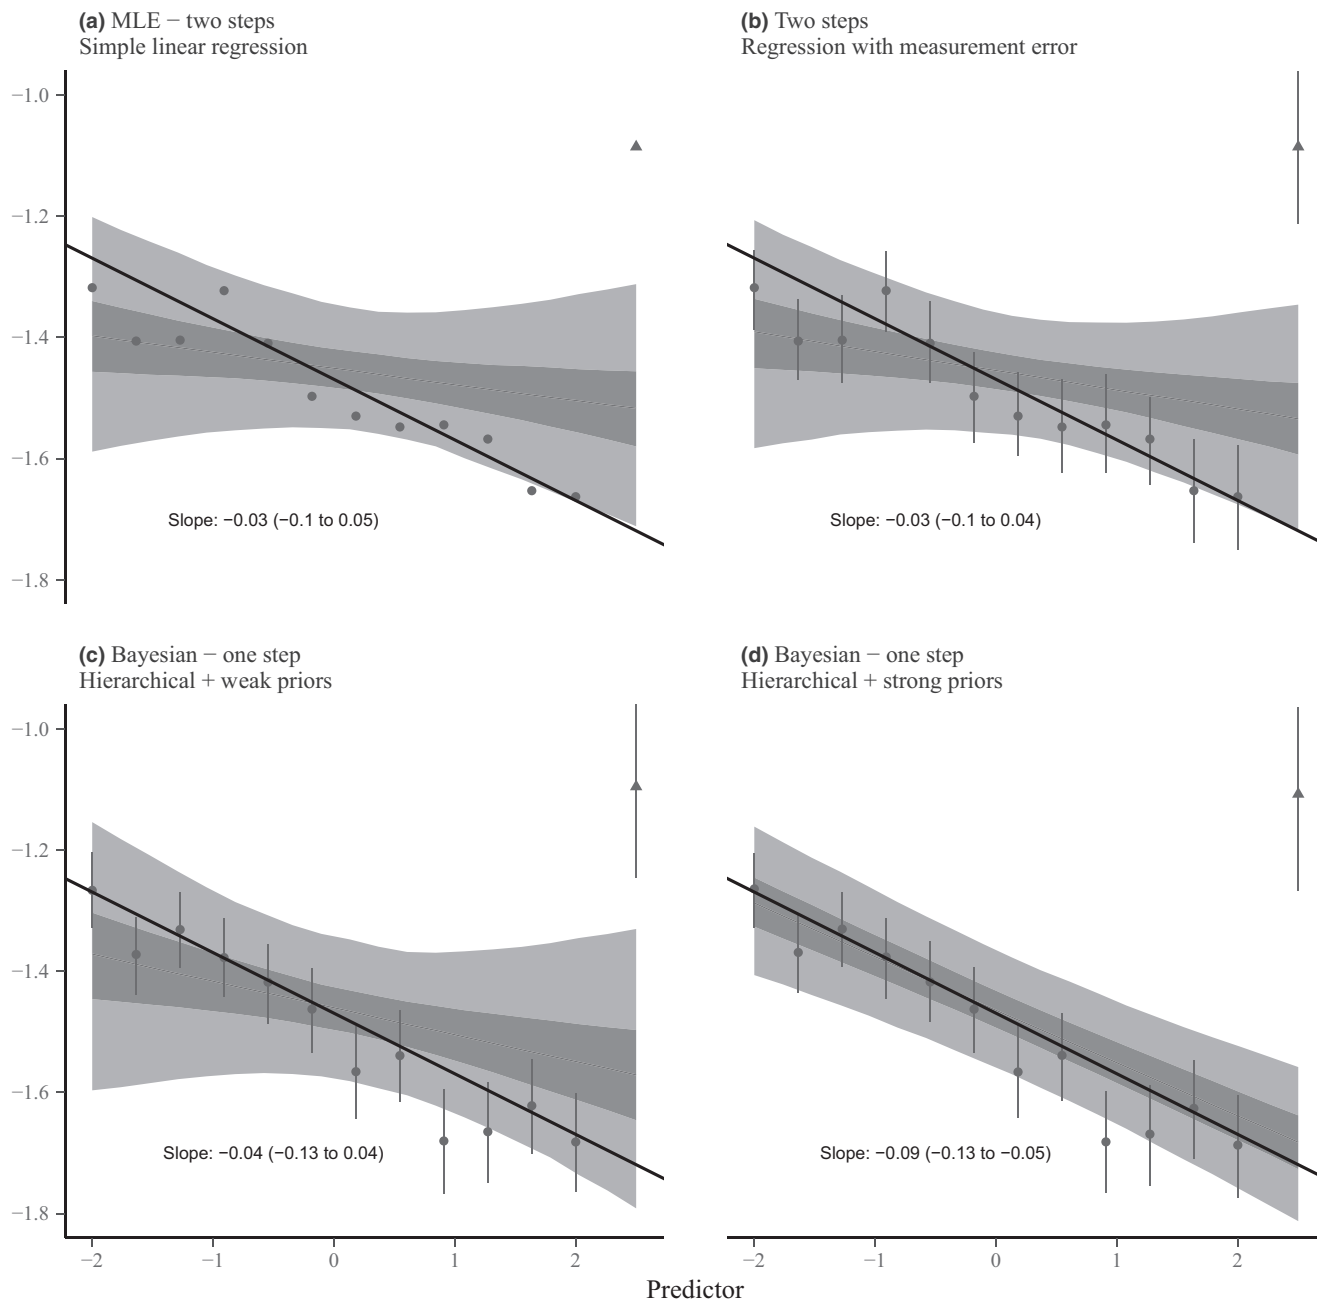 (a) MLE − two steps
Simple linear regression
(b) Two steps
Regression with measurement error
−1.0
−1.2
−1.4
−1.6
−1.8
Slope: −0.03 (−0.1 to 0.05)
Slope: −0.03 (−0.1 to 0.04)
(c) Bayesian − one step
Hierarchical + weak priors
(d) Bayesian − one step
Hierarchical + strong priors
−1.0
−1.2
−1.4
−1.6
−1.8
Slope: −0.04 (−0.13 to 0.04)
Slope: −0.09 (−0.13 to −0.05)
−2 −1 0 1 2
−2 −1 0 1 2
Predictor